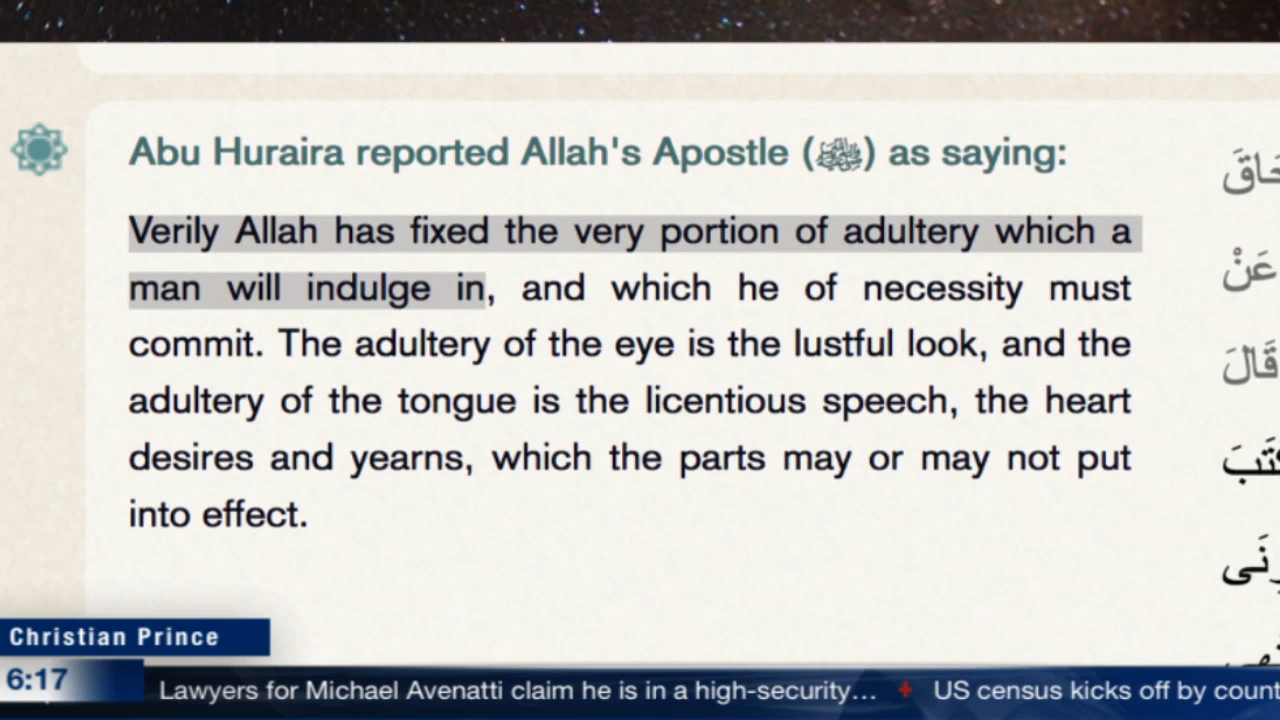 Abu Huraira reported Allah's Apostle (ﷺ) as saying:
Verily Allah has fixed the very portion of adultery which a
man will indulge in, and which he of necessity must
commit. The adultery of the eye is the lustful look, and the
adultery of the tongue is the licentious speech, the heart
desires and yearns, which the parts may or may not put
into effect.
عَنْ
قَالَ
Christian Prince
6:17
Lawyers for Michael Avenatti claim he is in a high-security... US census kicks off by count